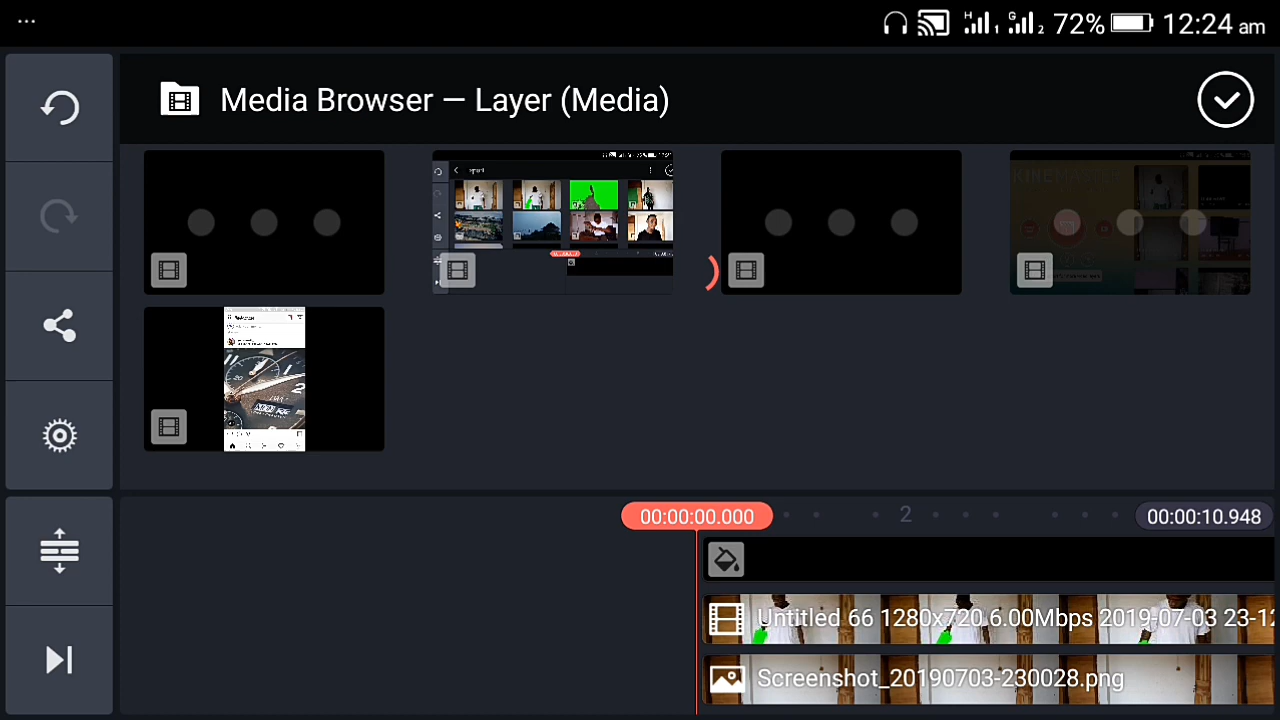 72% 12:24 am
Media Browser — Layer (Media)
00:00:00.000
2
00:00:10.948
Untitled 66 1280x720 6.00Mbps 2019-07-03 23-12
Screenshot_20190703-230028.png